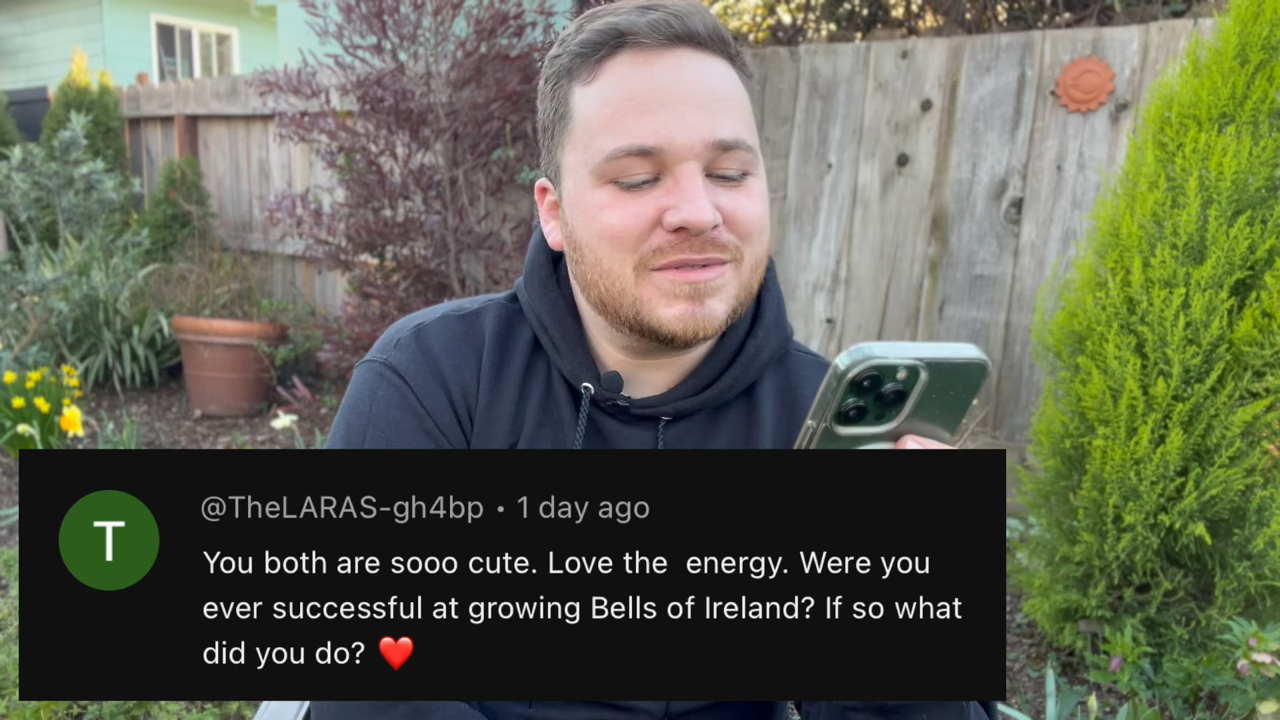 T
@TheLARAS-gh4bp • 1 day ago
You both are sooo cute. Love the  energy. Were you
ever successful at growing Bells of Ireland? If so what
did you do? ❤️